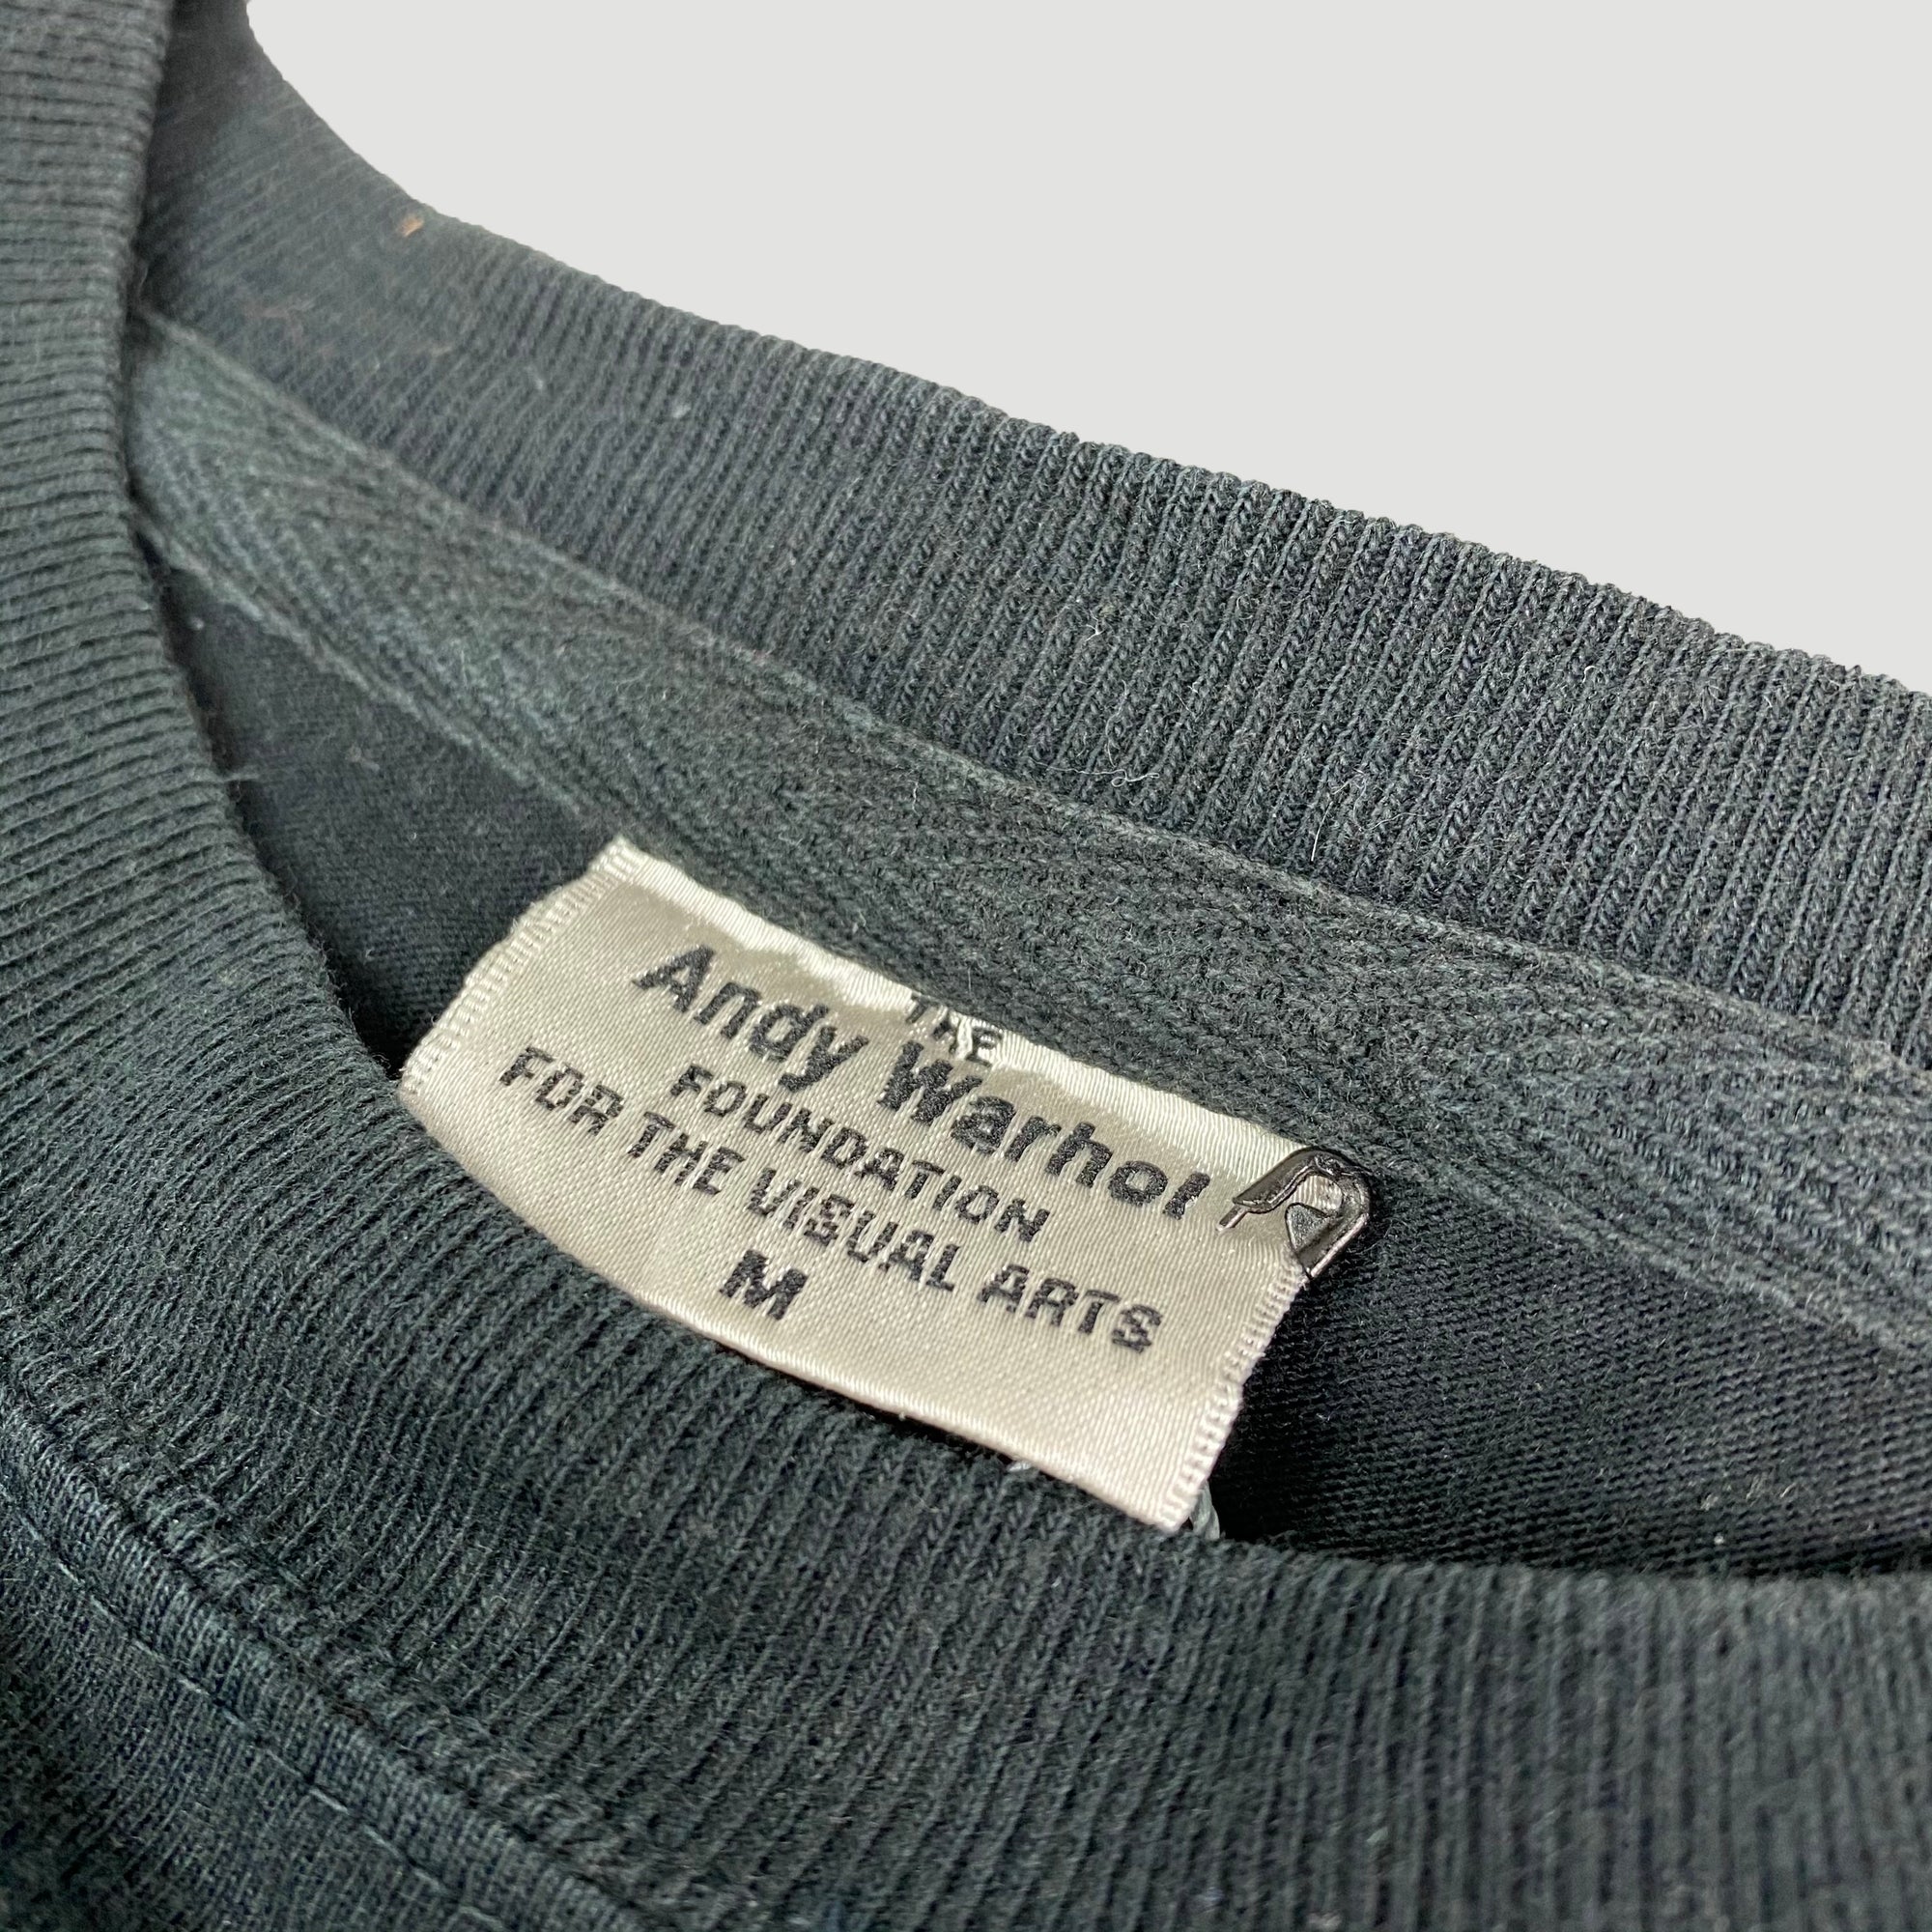 THE
Andy Warhol
FOUNDATION
FOR THE VISUAL ARTS
M